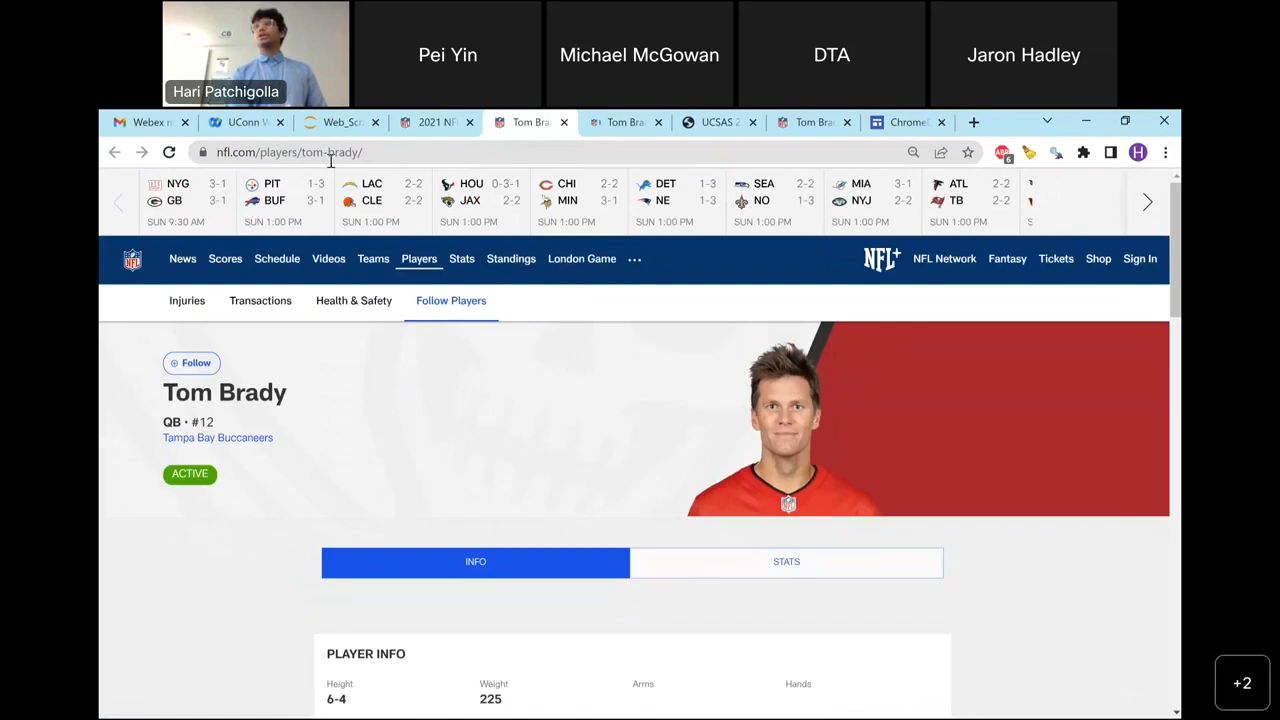 Hari Patchigolla
Pei Yin
Michael McGowan
DTA
Jaron Hadley
Webex m
UConn V
Web_Scr
2021 NF
Tom Bra
Tom Bra
UCSAS 2
Tom Bra
ChromeD
nfl.com/players/tom-brady/
ABP
6
H
NYG 3-1
GB 3-1
SUN 9:30 AM
PIT 1-3
BUF 3-1
SUN 1:00 PM
LAC 2-2
CLE 2-2
SUN 1:00 PM
HOU 0-3-1
JAX 2-2
SUN 1:00 PM
CHI 2-2
MIN 3-1
SUN 1:00 PM
DET 1-3
NE 1-3
SUN 1:00 PM
SEA 2-2
NO 1-3
SUN 1:00 PM
MIA 3-1
NYJ 2-2
SUN 1:00 PM
ATL 2-2
TB 2-2
SUN 1:00 PM
S
News Scores Schedule Videos Teams Players Stats Standings London Game ... NFL+ NFL Network Fantasy Tickets Shop Sign In
Injuries Transactions Health & Safety Follow Players
Follow
Tom Brady
QB • #12
Tampa Bay Buccaneers
ACTIVE
INFO STATS
PLAYER INFO
Height Weight Arms Hands
6-4 225
+2